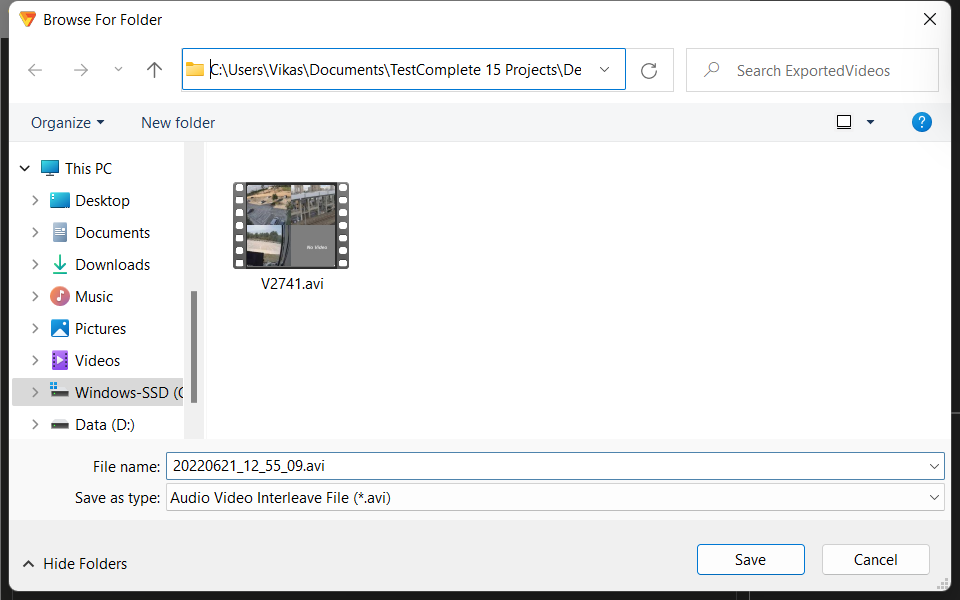 Browse For Folder
C:\Users\Vikas\Documents\TestComplete 15 Projects\De
Search ExportedVideos
Organize
New folder
?
This PC
Desktop
Documents
Downloads
Music
Pictures
Videos
Windows-SSD (C
Data (D:)
No Video
V2741.avi
File name: 20220621_12_55_09.avi
Save as type: Audio Video Interleave File (*.avi)
Hide Folders
Save
Cancel